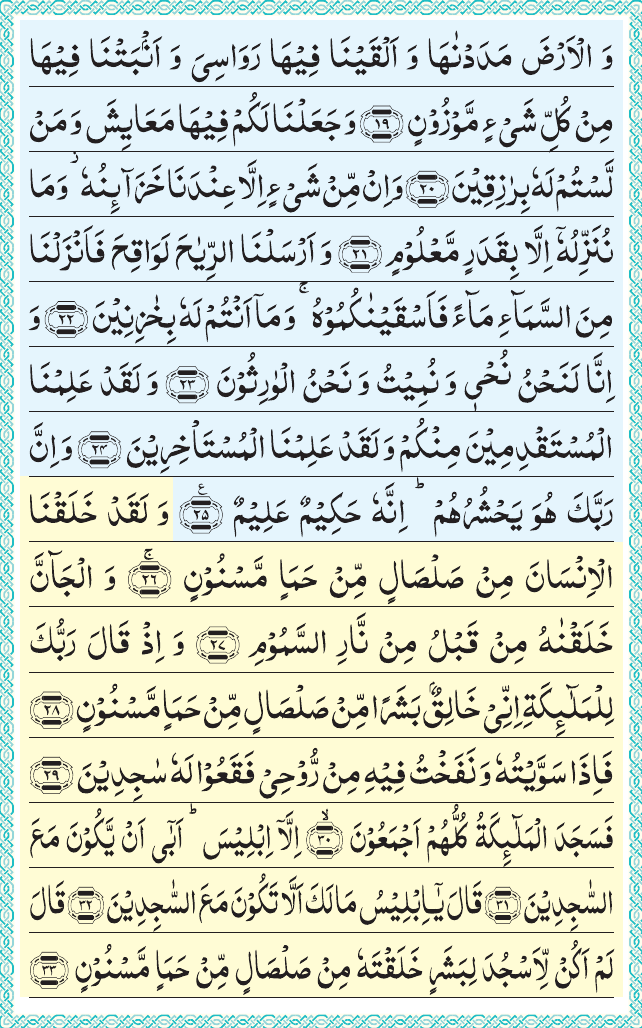 وَ الْاَرْضَ مَدَدْنٰهَا وَ اَلْقَيْنَا فِيْهَا رَوَاسِىَ وَ اَنْۢبَتْنَا فِيْهَا
مِنْ كُلِّ شَىْءٍ مَّوْزُوْنٍ ﴿۱۹﴾ وَ جَعَلْنَا لَكُمْ فِيْهَا مَعَايِشَ وَ مَنْ
لَّسْتُمْ لَهٗ بِرٰزِقِيْنَ ﴿۲۰﴾ وَ اِنْ مِّنْ شَىْءٍ اِلَّا عِنْدَنَا خَزَآىِٕنُهٗ ؗ وَ مَا
نُنَزِّلُهٗۤ اِلَّا بِقَدَرٍ مَّعْلُوْمٍ ﴿۲۱﴾ وَ اَرْسَلْنَا الرِّيٰحَ لَوَاقِحَ فَاَنْزَلْنَا
مِنَ السَّمَآءِ مَآءً فَاَسْقَيْنٰكُمُوْهُ ۚ وَ مَاۤ اَنْتُمْ لَهٗ بِخٰزِنِيْنَ ﴿۲۲﴾ وَ
اِنَّا لَنَحْنُ نُحْیٖ وَ نُمِيْتُ وَ نَحْنُ الْوٰرِثُوْنَ ﴿۲۳﴾ وَ لَقَدْ عَلِمْنَا
الْمُسْتَقْدِمِيْنَ مِنْكُمْ وَ لَقَدْ عَلِمْنَا الْمُسْتَاْخِرِيْنَ ﴿۲۴﴾ وَ اِنَّ
رَبَّكَ هُوَ يَحْشُرُهُمْ ؕ اِنَّهٗ حَكِيْمٌ عَلِيْمٌ ﴿۲۵﴾ ع وَ لَقَدْ خَلَقْنَا
الْاِنْسَانَ مِنْ صَلْصَالٍ مِّنْ حَمَاٍ مَّسْنُوْنٍ ۚ﴿۲۶﴾ وَ الْجَآنَّ
خَلَقْنٰهُ مِنْ قَبْلُ مِنْ نَّارِ السَّمُوْمِ ﴿۲۷﴾ وَ اِذْ قَالَ رَبُّكَ
لِلْمَلٰٓىِٕكَةِ اِنِّىْ خَالِقٌۢ بَشَرًا مِّنْ صَلْصَالٍ مِّنْ حَمَاٍ مَّسْنُوْنٍ ﴿۲۸﴾
فَاِذَا سَوَّيْتُهٗ وَ نَفَخْتُ فِيْهِ مِنْ رُّوْحِىْ فَقَعُوْا لَهٗ سٰجِدِيْنَ ﴿۲۹﴾
فَسَجَدَ الْمَلٰٓىِٕكَةُ كُلُّهُمْ اَجْمَعُوْنَ ۙ﴿۳۰﴾ اِلَّاۤ اِبْلِيْسَ ؕ اَبٰۤى اَنْ يَّكُوْنَ مَعَ
السّٰجِدِيْنَ ﴿۳۱﴾ قَالَ يٰۤاِبْلِيْسُ مَا لَكَ اَلَّا تَكُوْنَ مَعَ السّٰجِدِيْنَ ﴿۳۲﴾ قَالَ
لَمْ اَكُنْ لِّاَسْجُدَ لِبَشَرٍ خَلَقْتَهٗ مِنْ صَلْصَالٍ مِّنْ حَمَاٍ مَّسْنُوْنٍ ﴿۳۳﴾